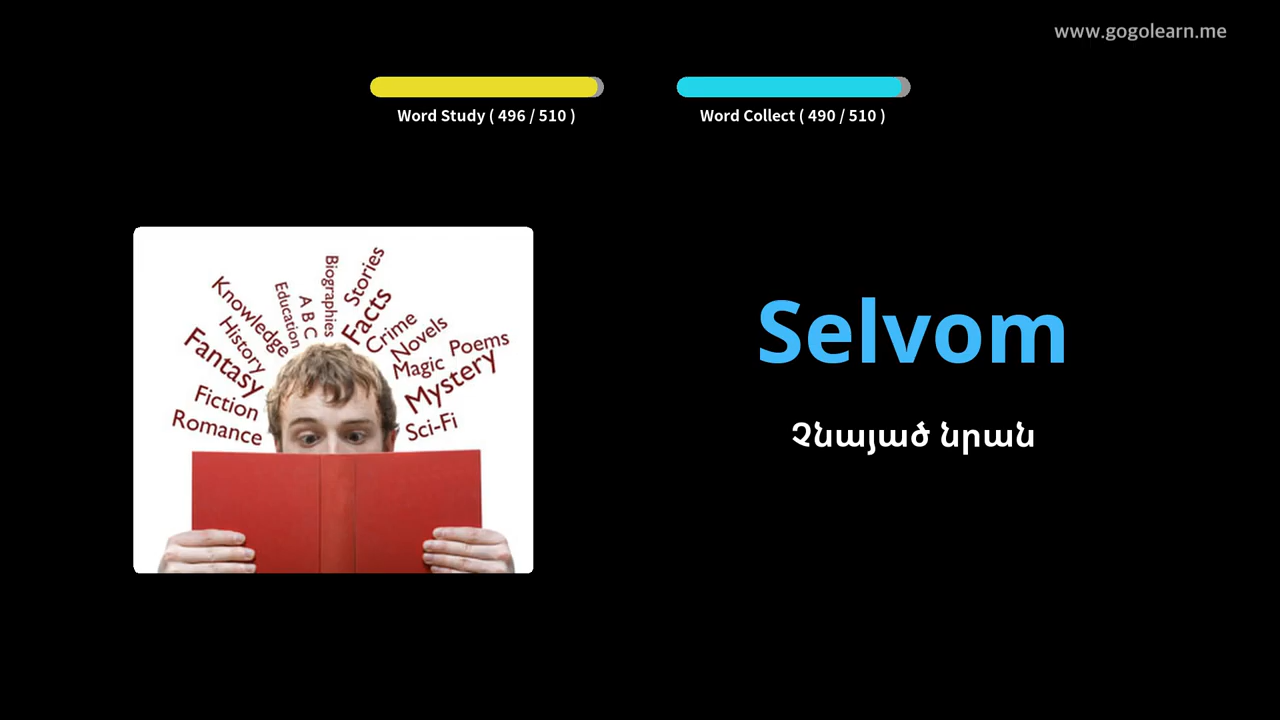 www.gogolearn.me
Word Study ( 496 / 510 )
Word Collect ( 490 / 510 )
Romance
Fiction
Fantasy
History
Knowledge
Education
A B C
Biographies
Stories
Facts
Crime
Novels
Magic
Poems
Mystery
Sci-Fi
Selvom
Չնայած նրան